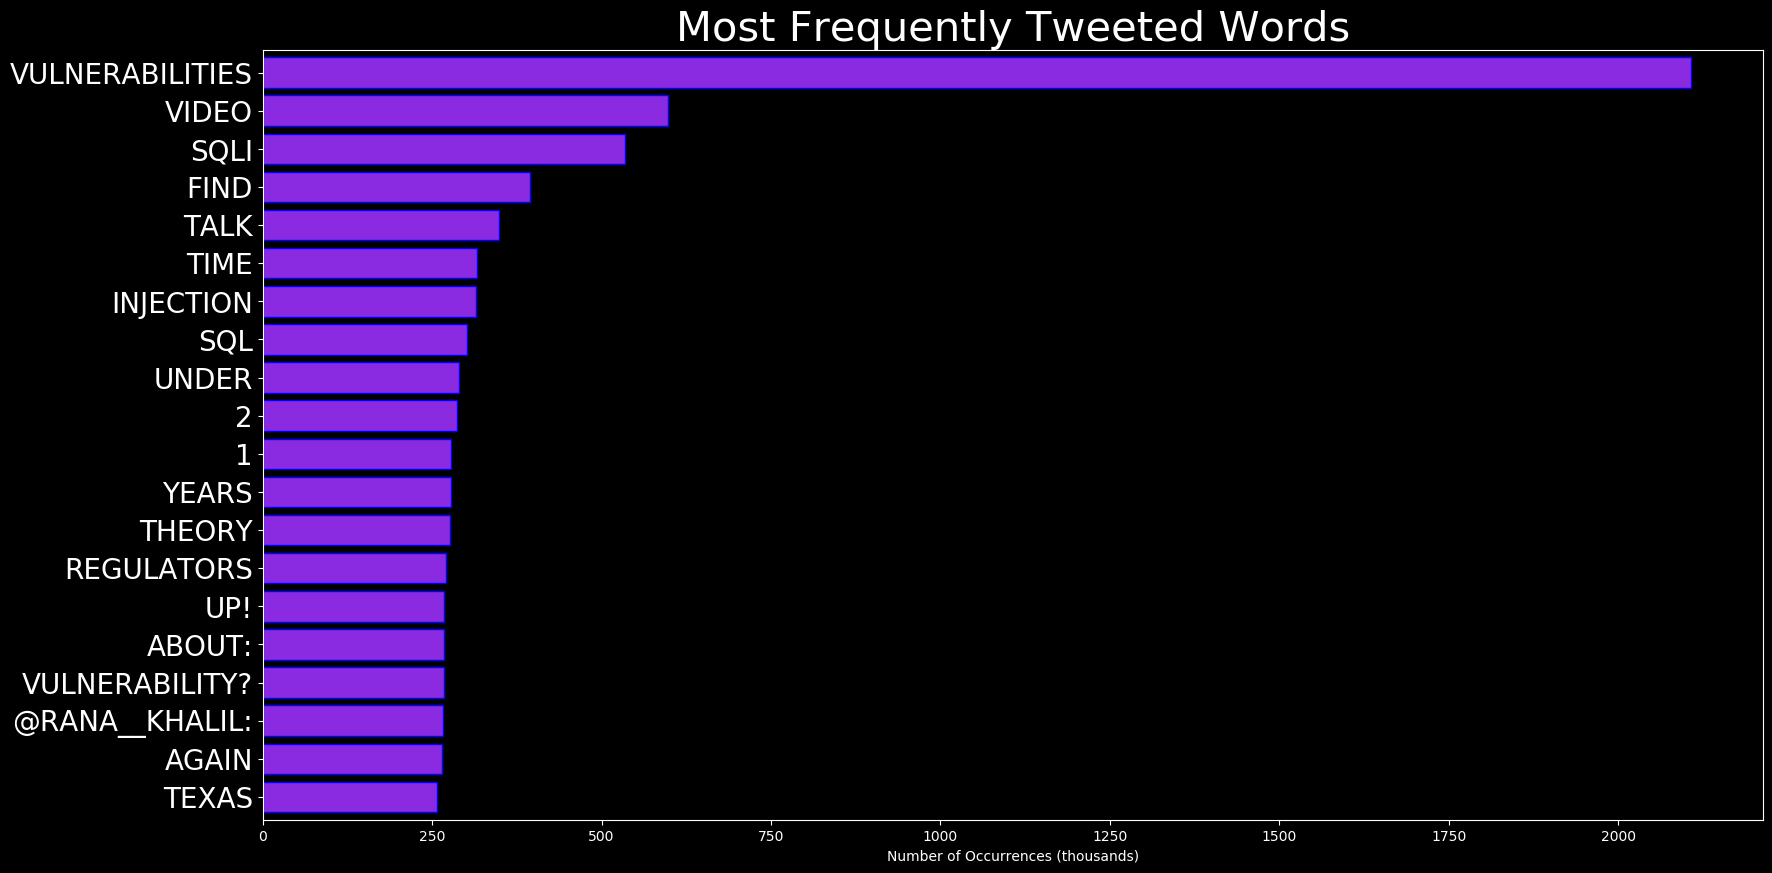 Most Frequently Tweeted Words
VULNERABILITIES
VIDEO
SQLI
FIND
TALK
TIME
INJECTION
SQL
UNDER
2
1
YEARS
THEORY
REGULATORS
UP!
ABOUT:
VULNERABILITY?
@RANA__KHALIL:
AGAIN
TEXAS
0 250 500 750 1000 1250 1500 1750 2000
Number of Occurrences (thousands)